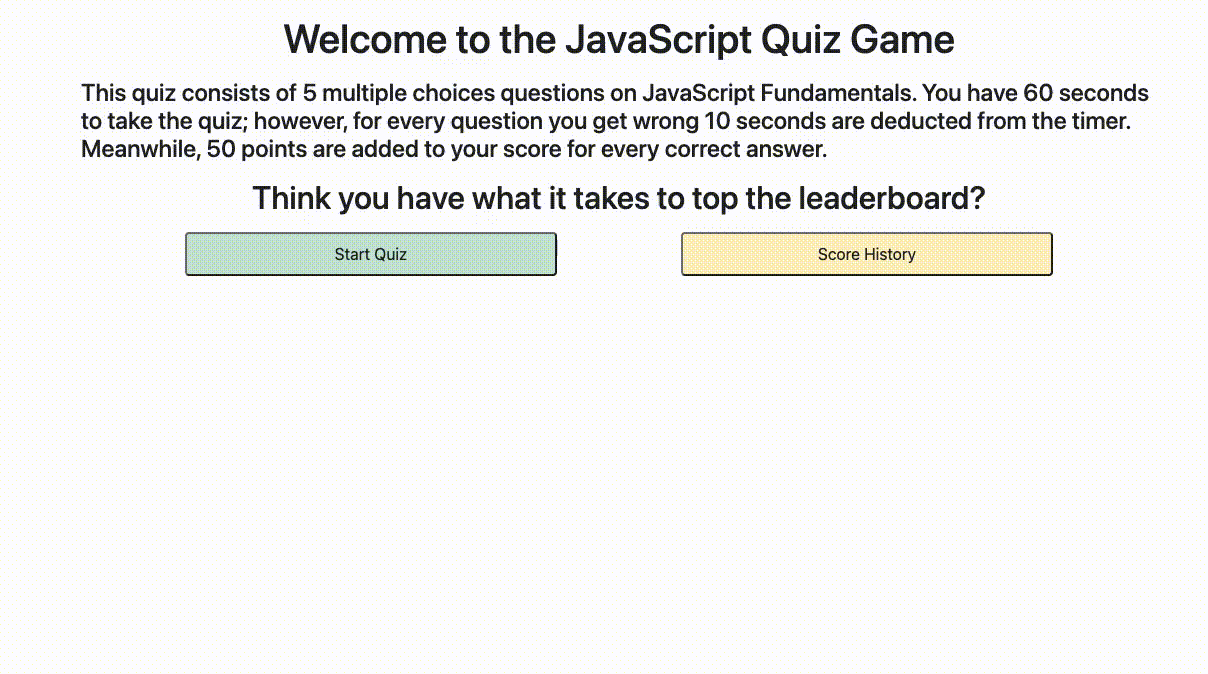 Welcome to the JavaScript Quiz Game
This quiz consists of 5 multiple choices questions on JavaScript Fundamentals. You have 60 seconds
to take the quiz; however, for every question you get wrong 10 seconds are deducted from the timer.
Meanwhile, 50 points are added to your score for every correct answer.
Think you have what it takes to top the leaderboard?
Start Quiz
Score History